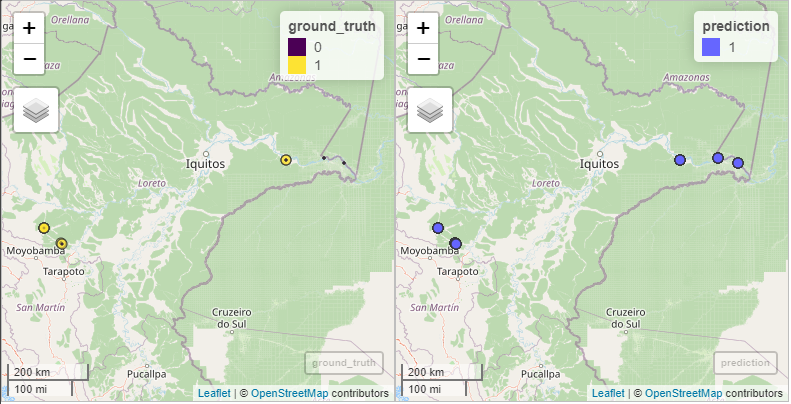 Orellana
ground_truth
0
1
Amazonas
Iquitos
Loreto
Moyobamba
Tarapoto
San Martín
Cruzeiro
do Sul
Pucallpa
+
−
200 km
100 mi
ground_truth
Leaflet | © OpenStreetMap contributors
Orellana
prediction
1
Amazonas
Iquitos
Loreto
Moyobamba
Tarapoto
San Martín
Cruzeiro
do Sul
Pucallpa
+
−
200 km
100 mi
prediction
Leaflet | © OpenStreetMap contributors